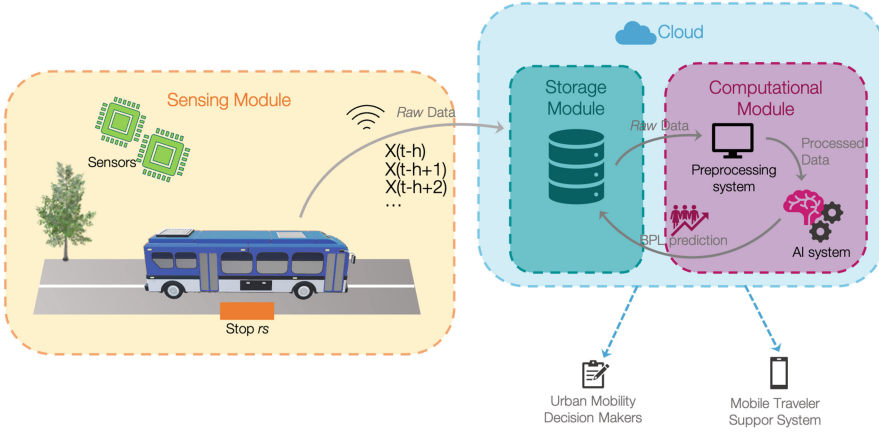 Sensing Module
Sensors
Raw Data
X(t-h)
X(t-h+1)
X(t-h+2)
...
Stop rs
Cloud
Storage
Module
Computational
Module
Raw Data
Preprocessing
system
Processed
Data
BPL prediction
AI system
Urban Mobility
Decision Makers
Mobile Traveler
Suppor System